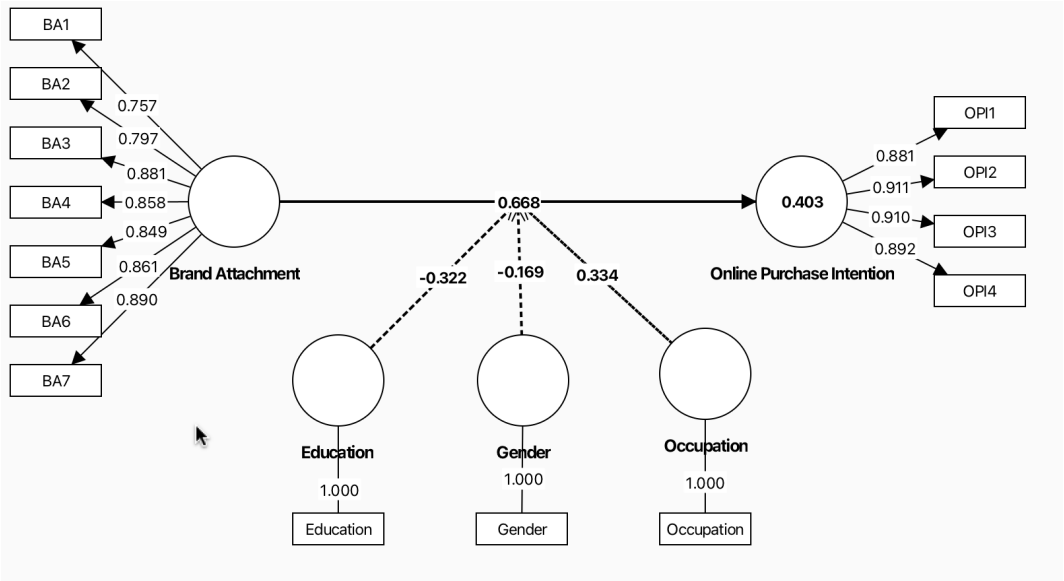 BA1
BA2
BA3
BA4
BA5
BA6
BA7
0.757
0.797
0.881
0.858
0.849
0.861
0.890
Brand Attachment
0.668
-0.322
-0.169
0.334
0.403
Online Purchase Intention
0.881
0.911
0.910
0.892
OPI1
OPI2
OPI3
OPI4
Education
Gender
Occupation
1.000
1.000
1.000
Education
Gender
Occupation